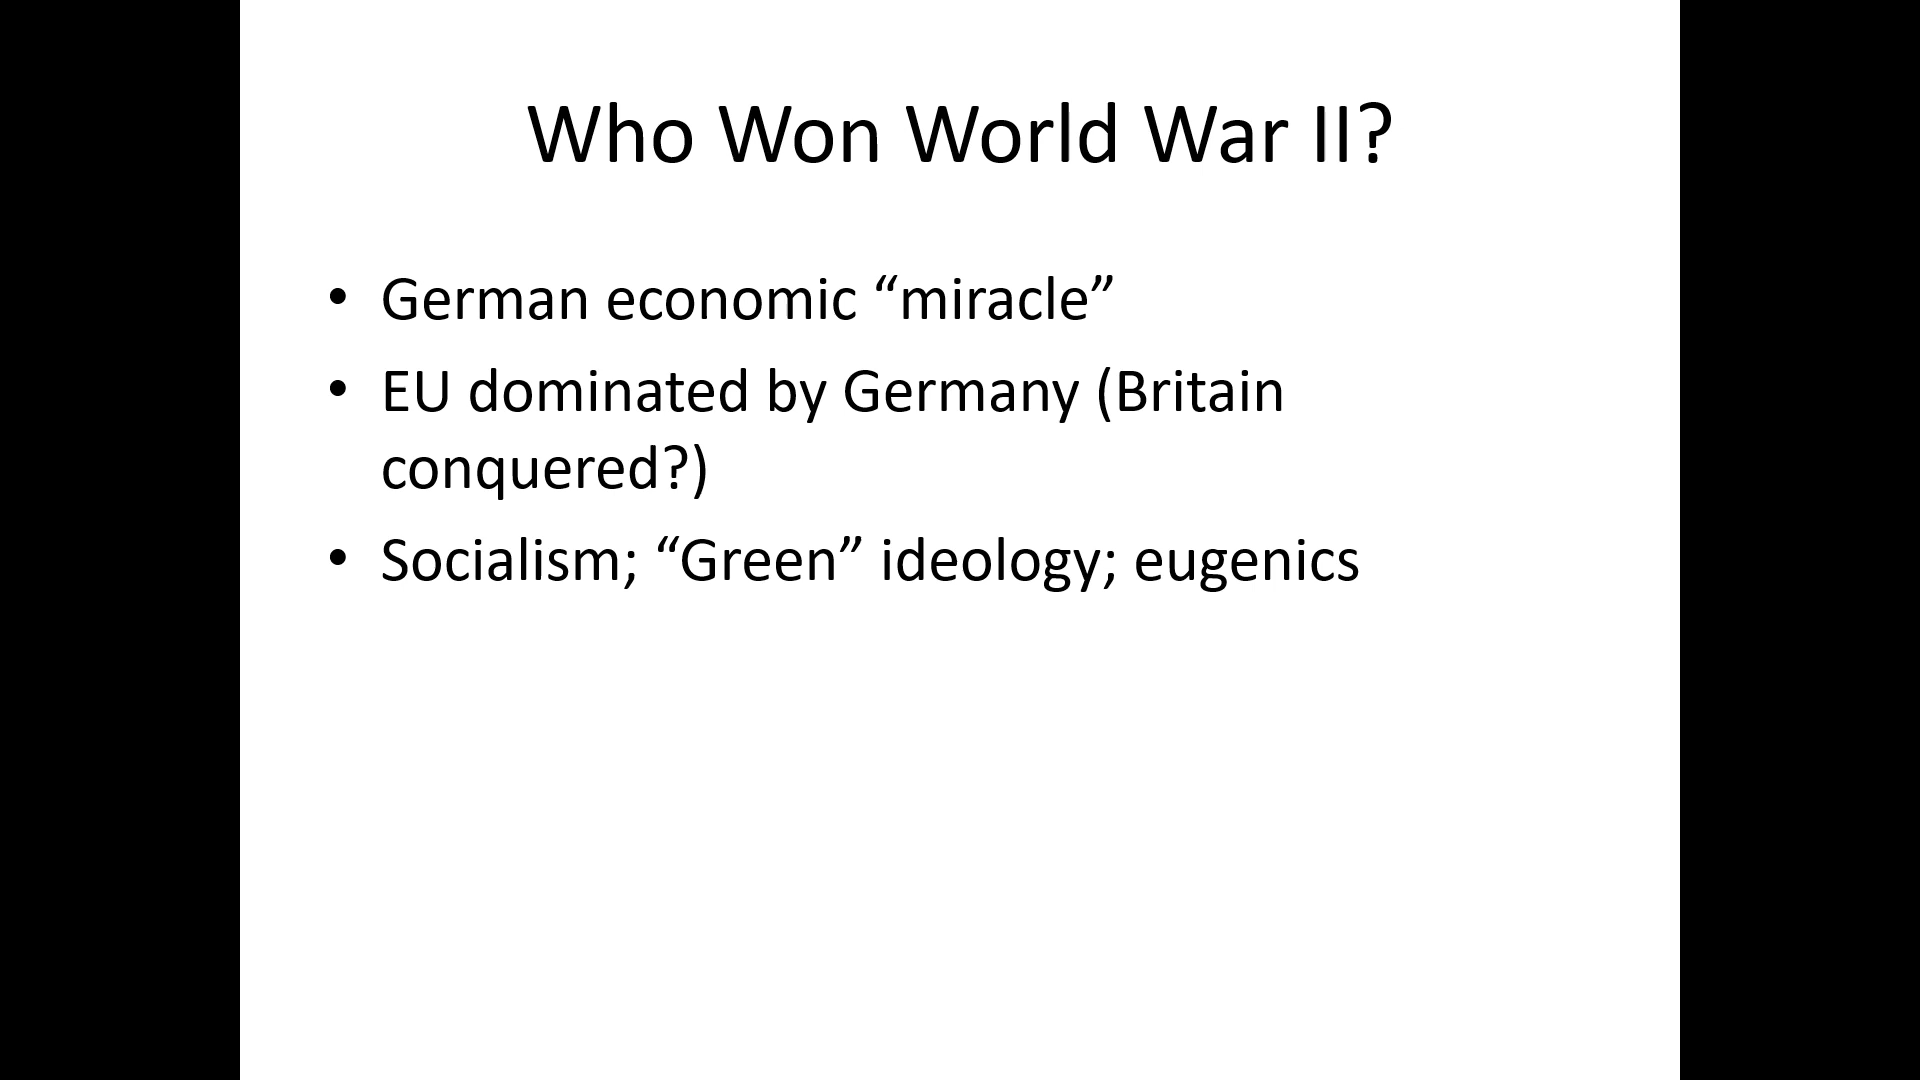 Who Won World War II?
• German economic “miracle”
• EU dominated by Germany (Britain
conquered?)
• Socialism; “Green” ideology; eugenics